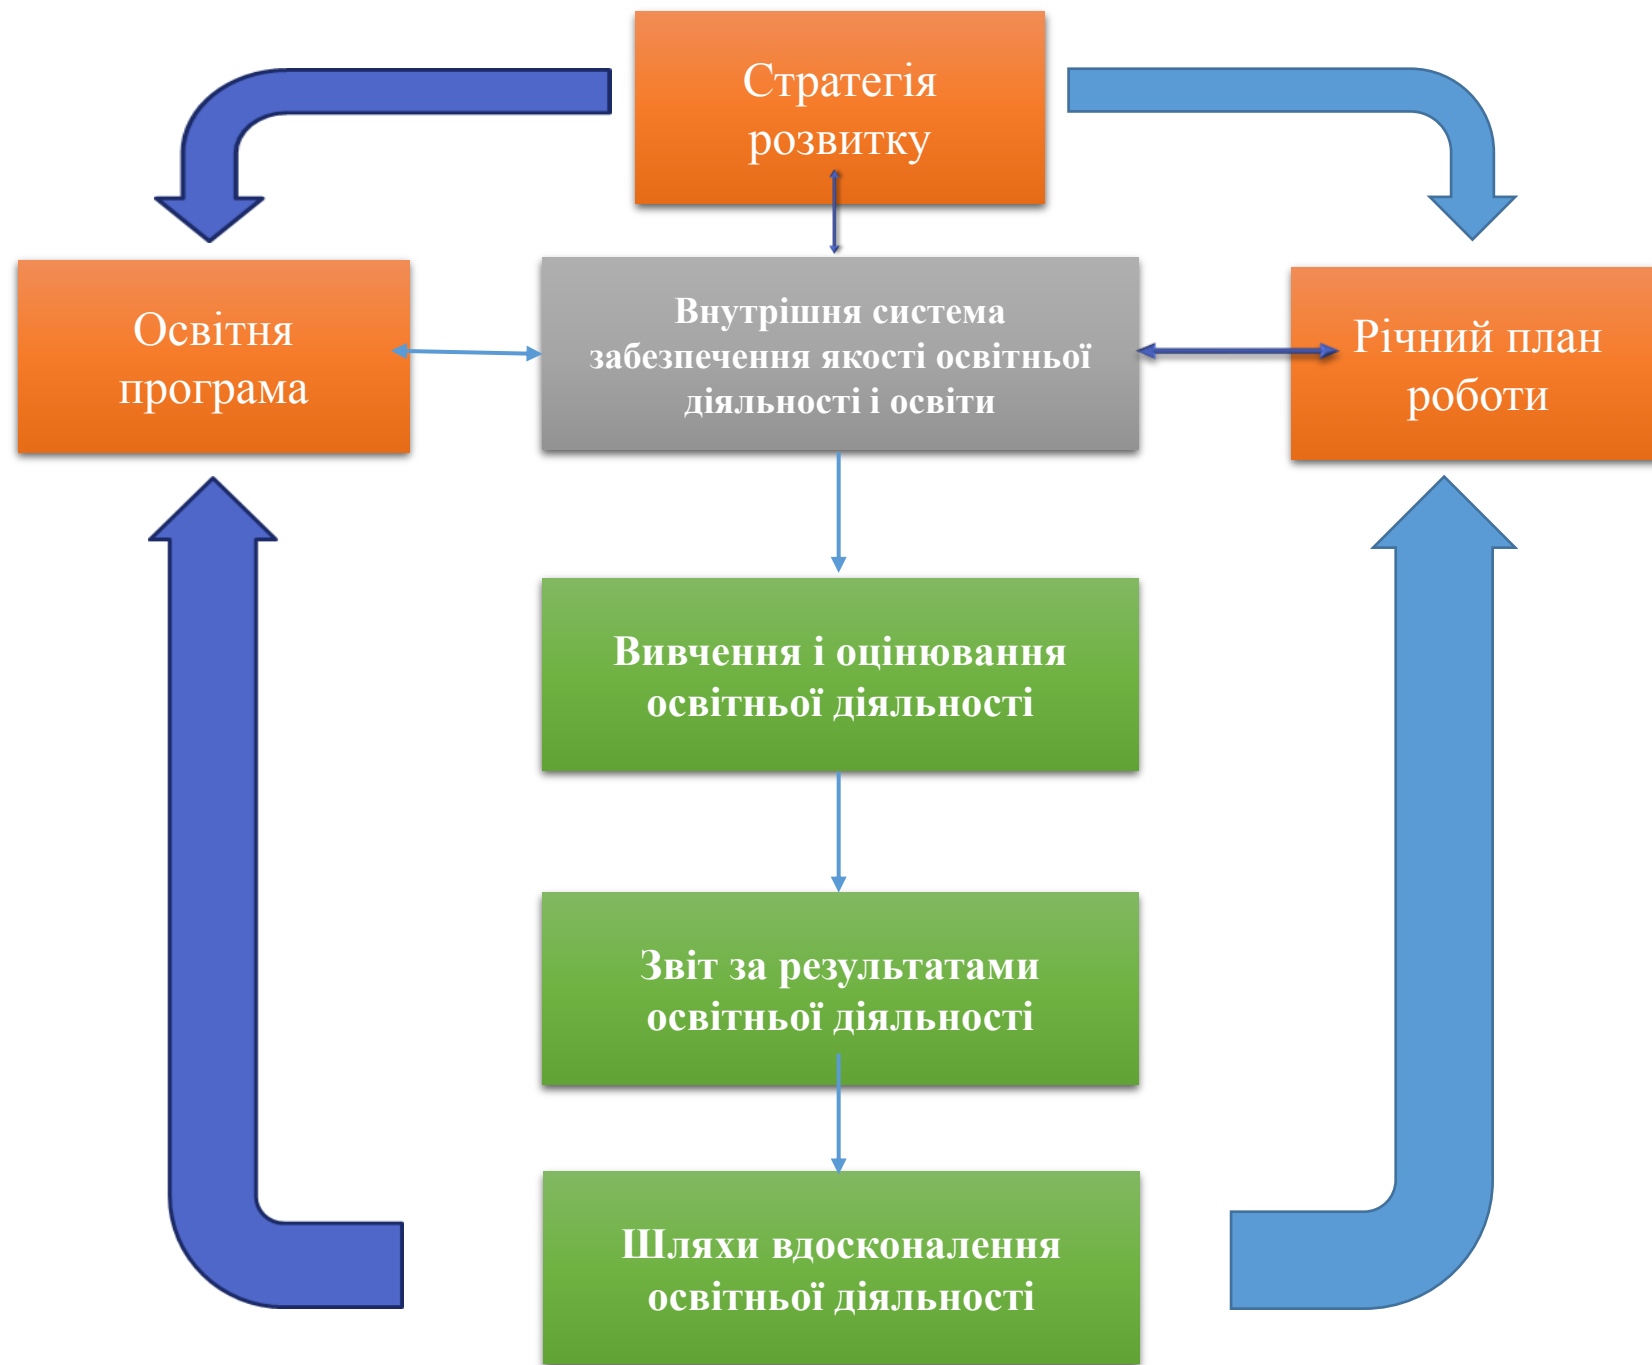 Стратегія
розвитку
Освітня
програма
Внутрішня система
забезпечення якості освітньої
діяльності і освіти
Річний план
роботи
Вивчення і оцінювання
освітньої діяльності
Звіт за результатами
освітньої діяльності
Шляхи вдосконалення
освітньої діяльності